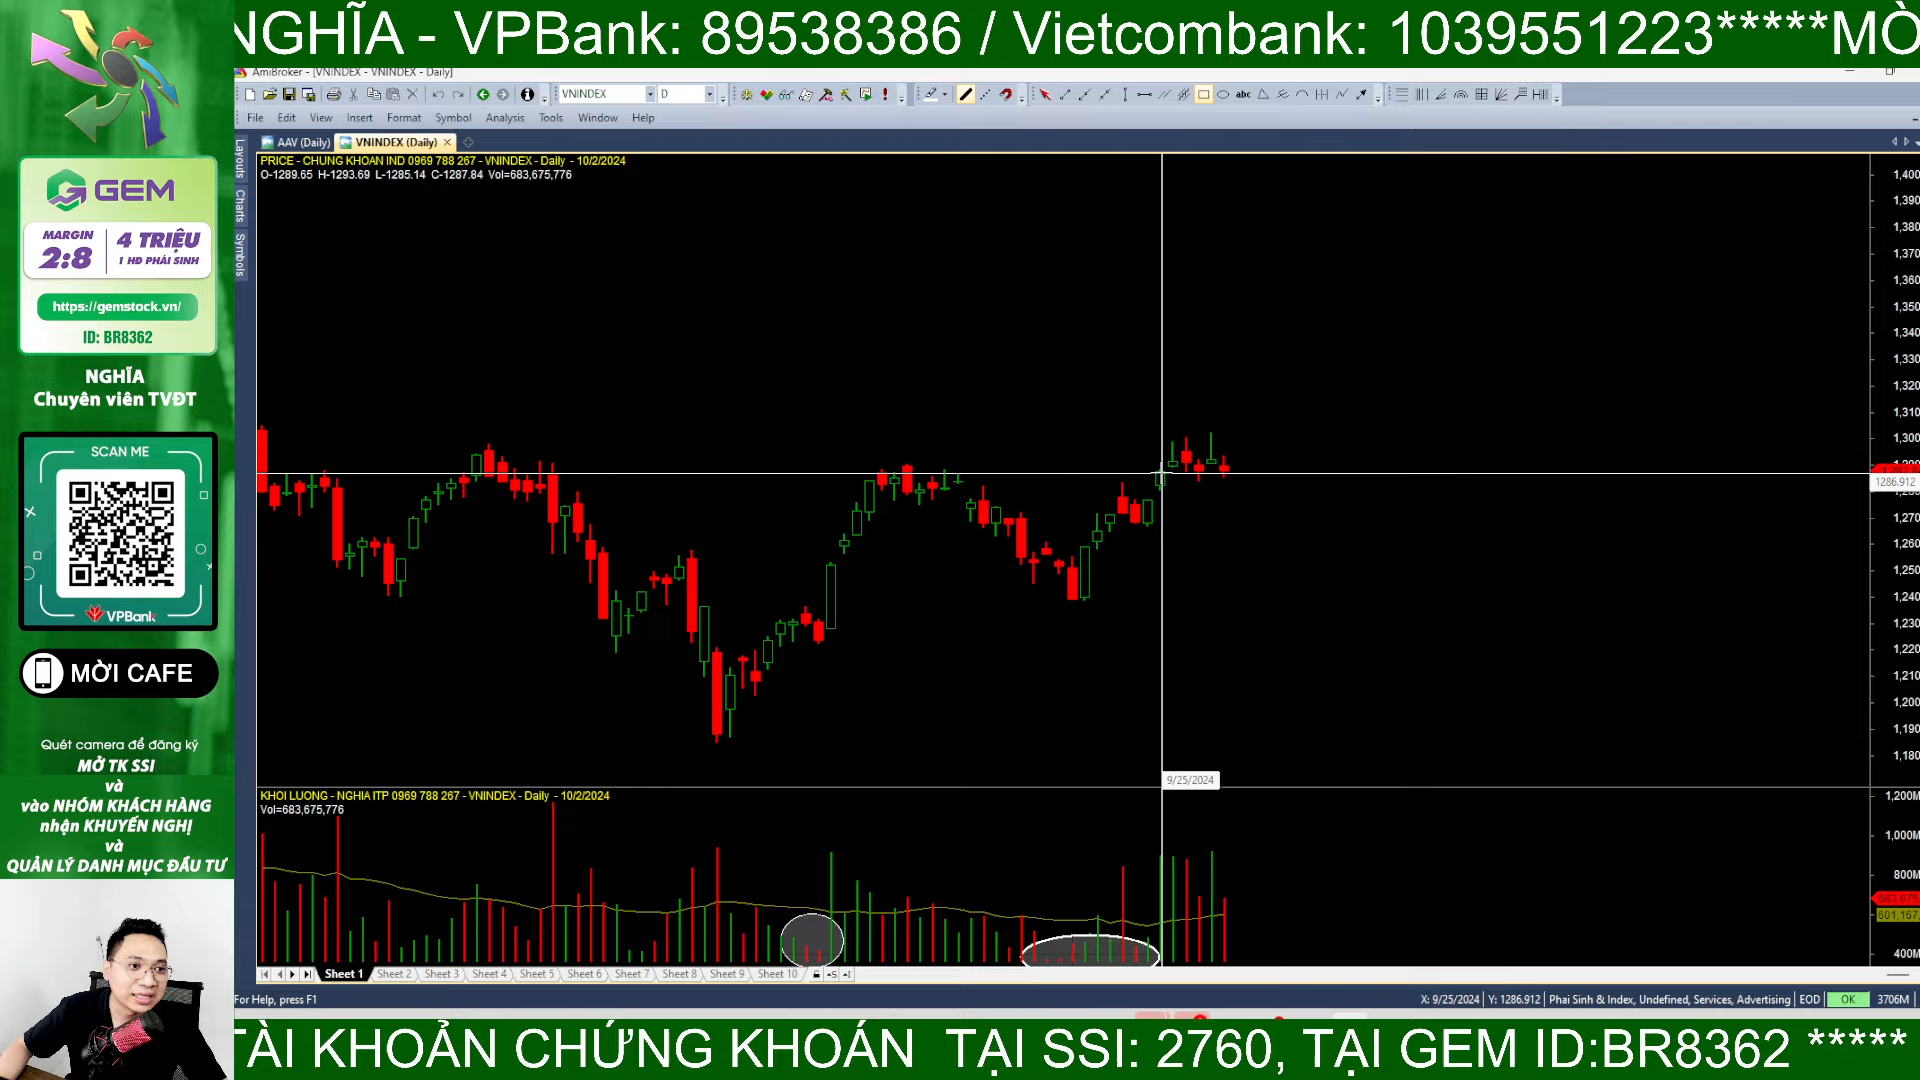 NGHĨA - VPBank: 89538386 / Vietcombank: 1039551223*****MÒ
AmiBroker - [VNINDEX - VNINDEX - Daily]
VNINDEX
D
abc
File Edit View Insert Format Symbol Analysis Tools Window Help
AAV (Daily)
VNINDEX (Daily)
Layouts
Charts
Symbols
PRICE - CHUNG KHOAN IND 0969 788 267 - VNINDEX - Daily - 10/2/2024
O-1289.65 H-1293.69 L-1285.14 C-1287.84 Vol=683,675,776
1,400
1,390
1,380
1,370
1,360
1,350
1,340
1,330
1,320
1,310
1,300
1286.912
1,270
1,260
1,250
1,240
1,230
1,220
1,210
1,200
1,190
1,180
9/25/2024
KHOI LUONG - NGHIA ITP 0969 788 267 - VNINDEX - Daily - 10/2/2024
Vol=683,675,776
1,200M
1,000M
800M
683,675
601,167
400M
Sheet 1 Sheet 2 Sheet 3 Sheet 4 Sheet 5 Sheet 6 Sheet 7 Sheet 8 Sheet 9 Sheet 10
For Help, press F1
X: 9/25/2024 Y: 1286.912 Phai Sinh & Index, Undefined, Services, Advertising EOD OK 3706M
TÀI KHOẢN CHỨNG KHOÁN TẠI SSI: 2760, TẠI GEM ID:BR8362 *****
GEM
MARGIN
2:8
4 TRIỆU
1 HĐ PHÁI SINH
https://gemstock.vn/
ID: BR8362
NGHĨA
Chuyên viên TVĐT
SCAN ME
VPBank
MỜI CAFE
Quét camera để đăng ký
MỞ TK SSI
và
vào NHÓM KHÁCH HÀNG
nhận KHUYẾN NGHỊ
và
QUẢN LÝ DANH MỤC ĐẦU TƯ